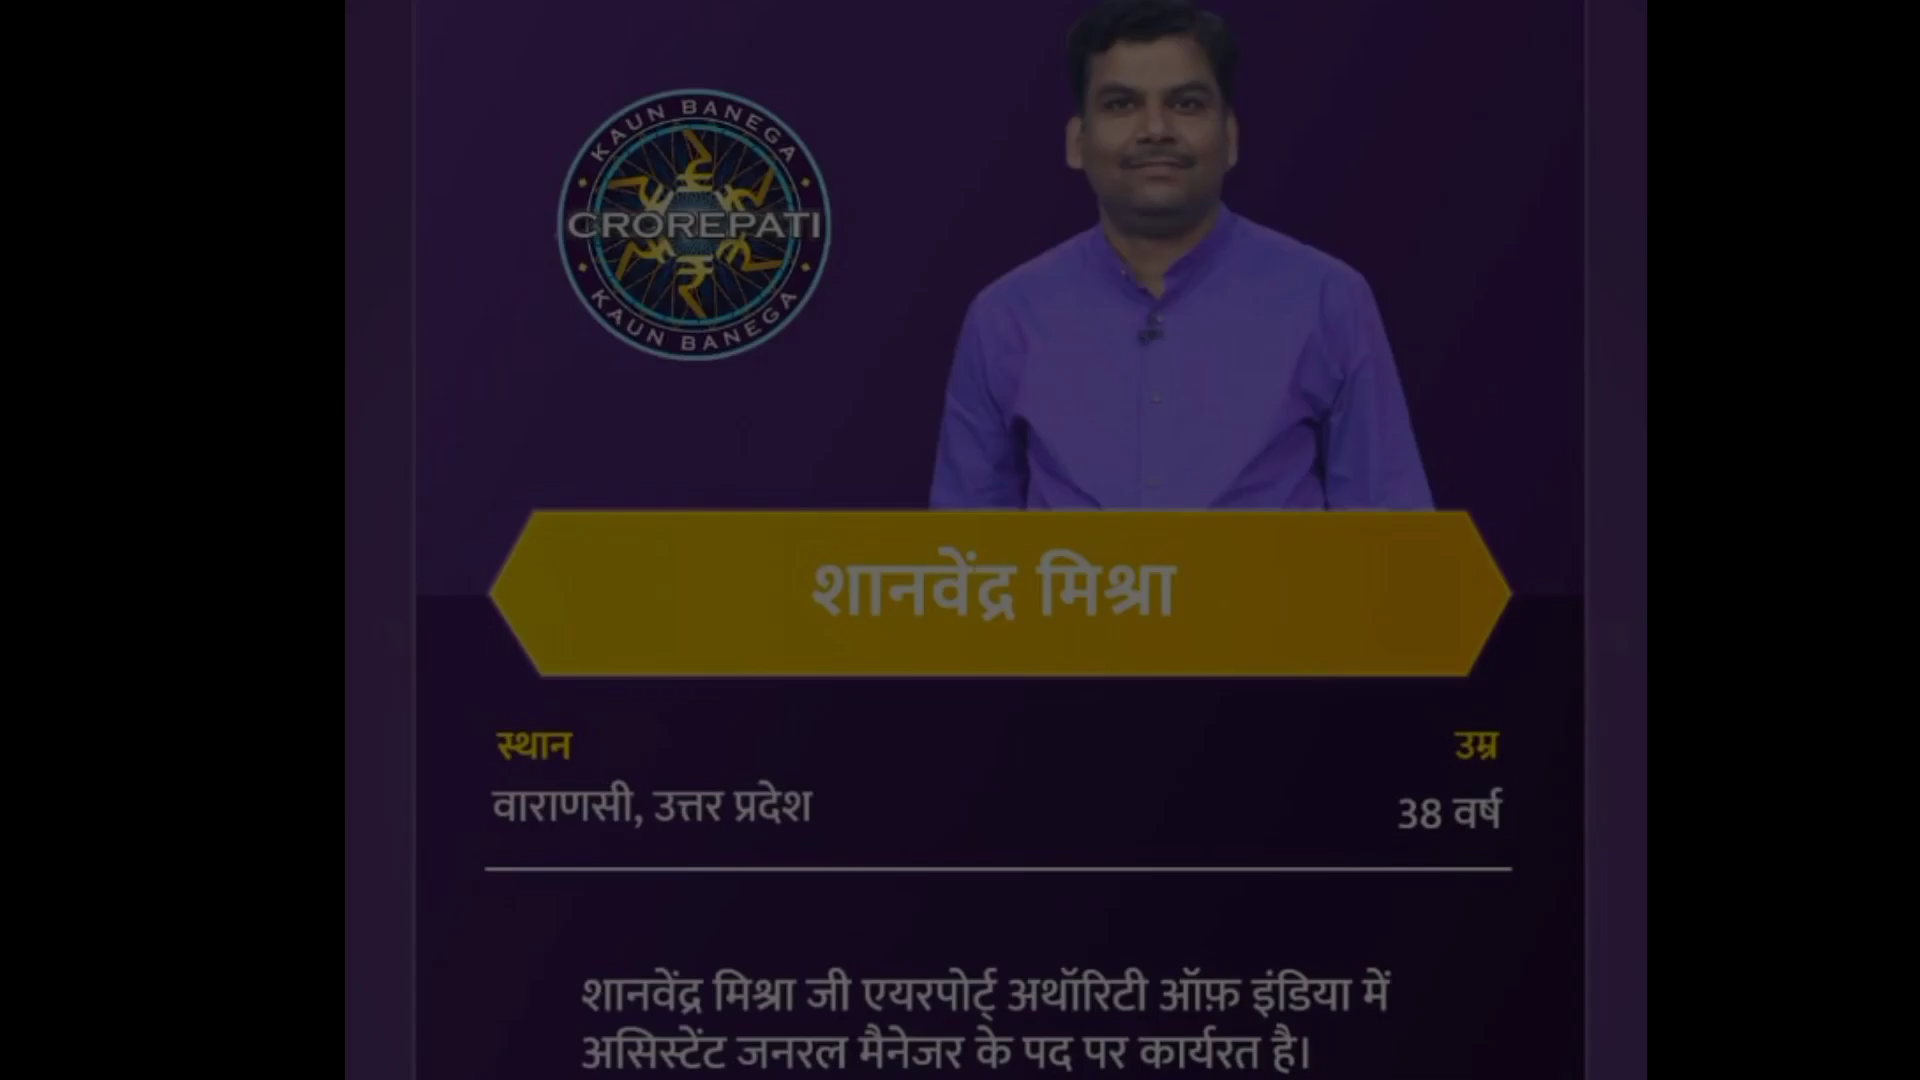 KAUN BANEGA
CROREPATI
KAUN BANEGA
शानवेंद्र मिश्रा
स्थान
उम्र
वाराणसी, उत्तर प्रदेश
38 वर्ष
शानवेंद्र मिश्रा जी एयरपोर्ट् अथॉरिटी ऑफ़ इंडिया में
असिस्टेंट जनरल मैनेजर के पद पर कार्यरत है।